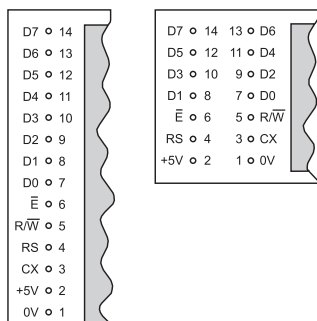 D7 14
D6 13
D5 12
D4 11
D3 10
D2 9
D1 8
D0 7
E̅ 6
R/W̅ 5
RS 4
CX 3
+5V 2
0V 1
D7 14 13 D6
D5 12 11 D4
D3 10 9 D2
D1 8 7 D0
E̅ 6 5 R/W̅
RS 4 3 CX
+5V 2 1 0V